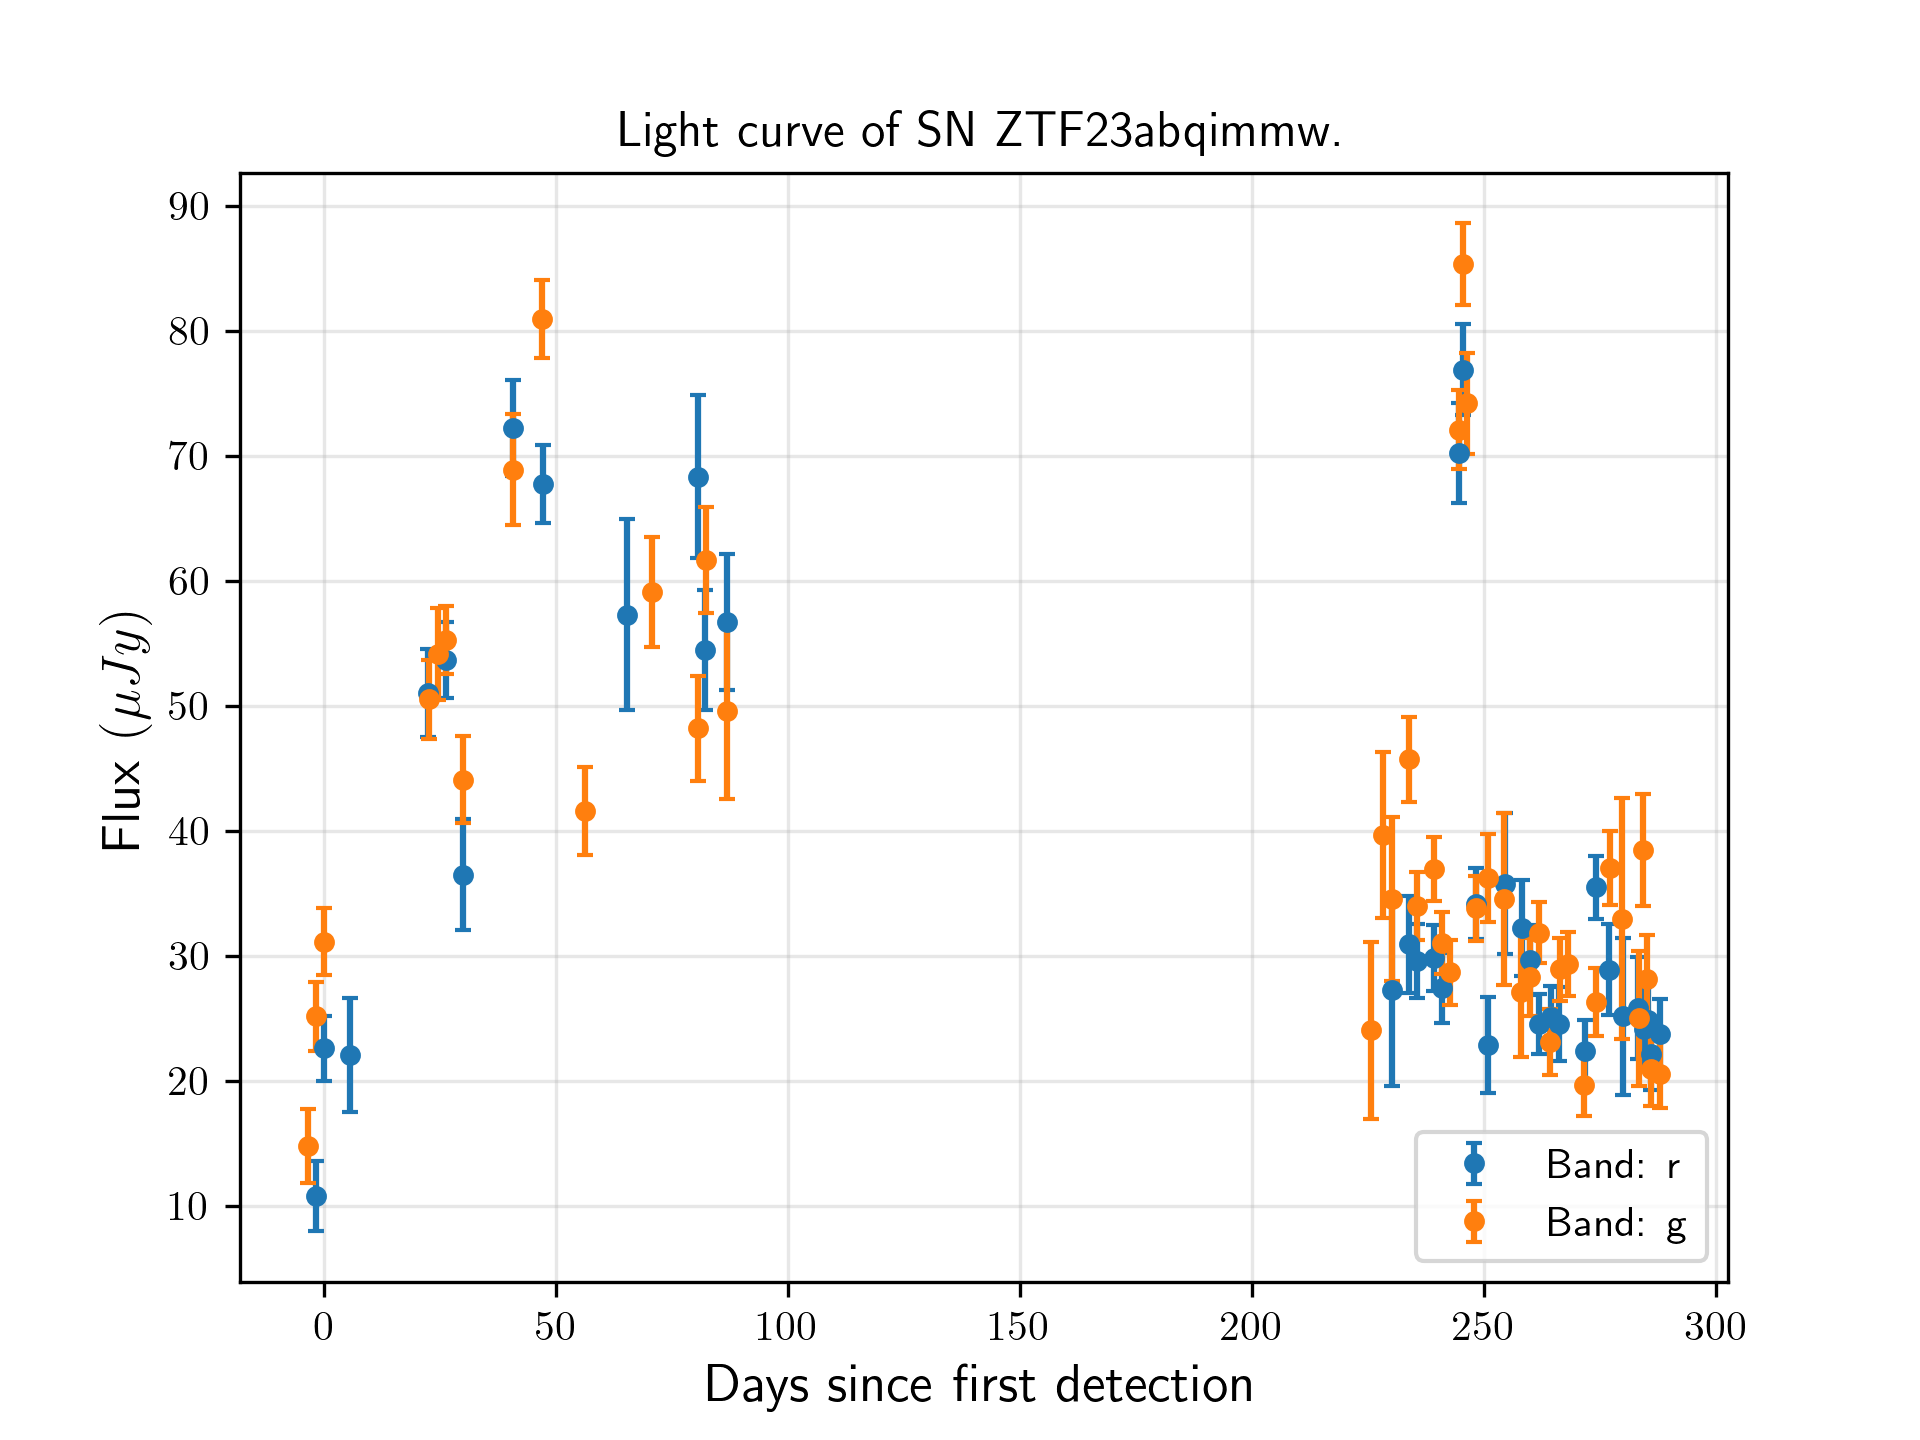 Light curve of SN ZTF23abqimmw.
90
80
70
60
50
40
30
20
10
Flux (μJy)
0 50 100 150 200 250 300
Days since first detection
Band: r
Band: g